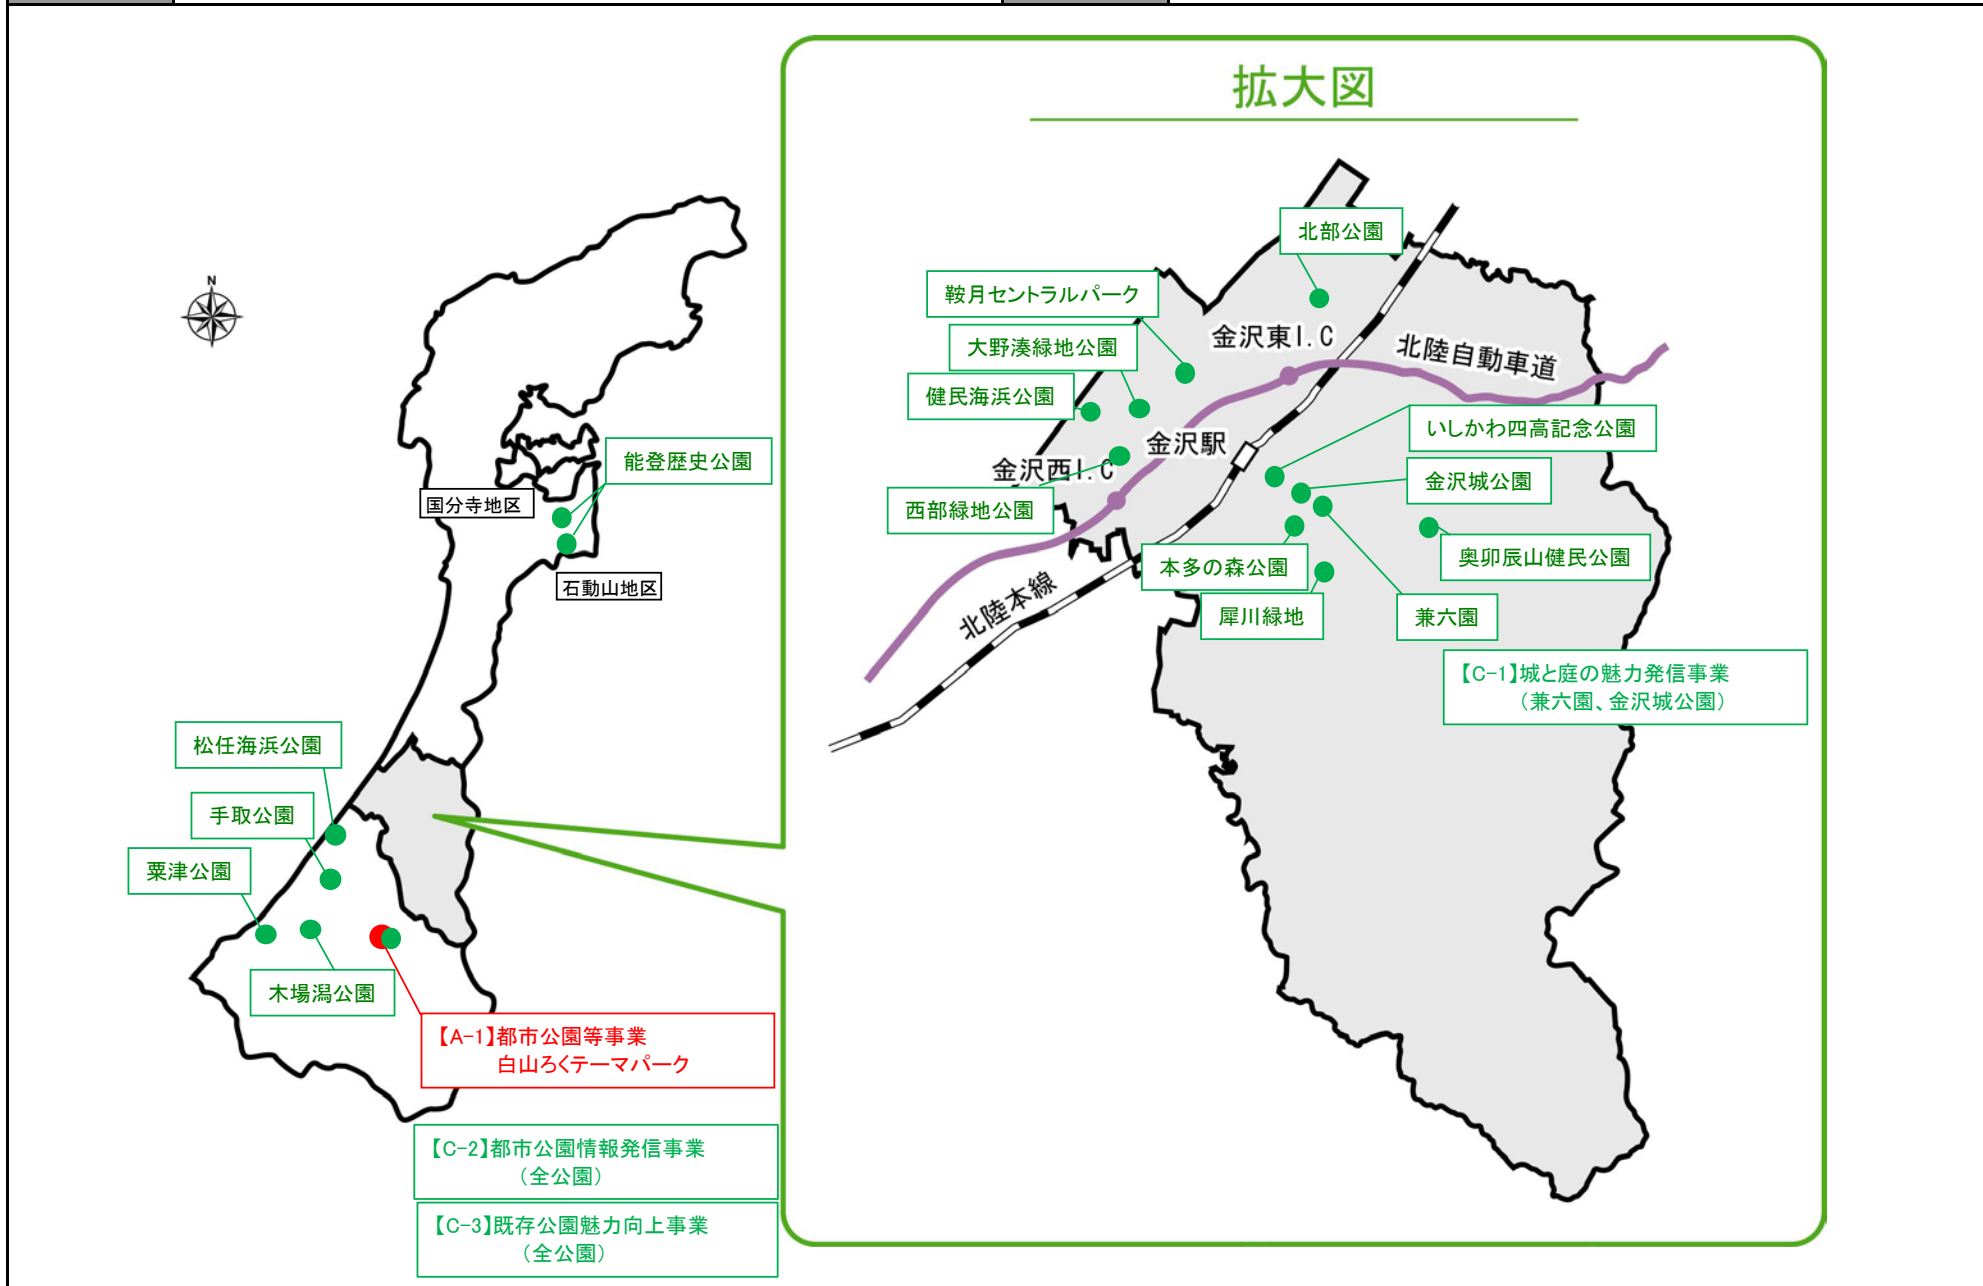 拡大図
北部公園
鞍月セントラルパーク
金沢東I.C
大野湊緑地公園
北陸自動車道
健民海浜公園
いしかわ四高記念公園
金沢駅
金沢西I.C
金沢城公園
西部緑地公園
奥卯辰山健民公園
本多の森公園
北陸本線
犀川緑地
兼六園
【C-1】城と庭の魅力発信事業
（兼六園、金沢城公園）
N
能登歴史公園
国分寺地区
石動山地区
松任海浜公園
手取公園
粟津公園
木場潟公園
【A-1】都市公園等事業
白山ろくテーマパーク
【C-2】都市公園情報発信事業
（全公園）
【C-3】既存公園魅力向上事業
（全公園）